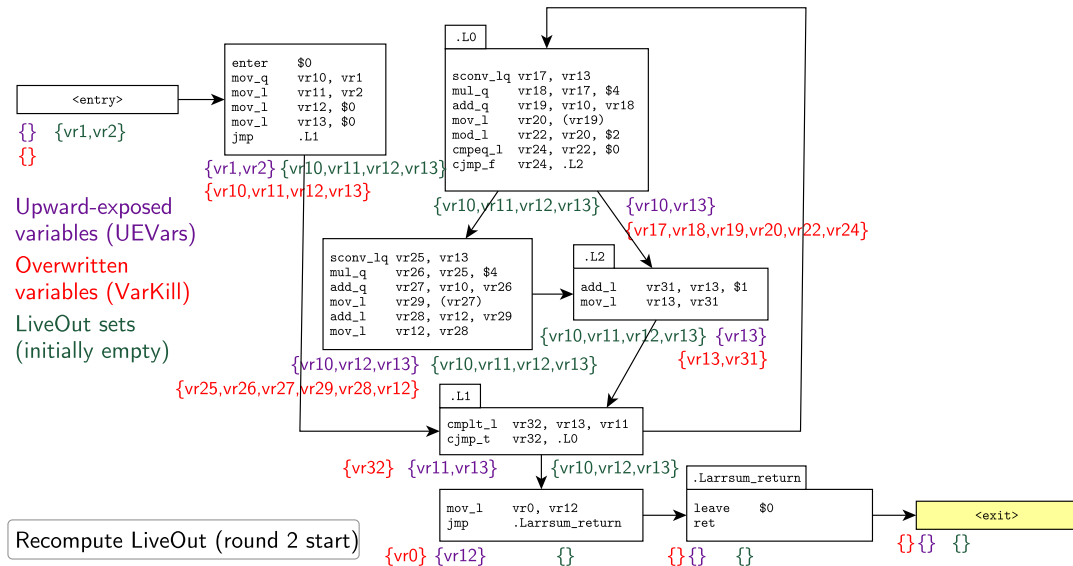 .L0
enter $0
mov_q vr10, vr1
mov_l vr11, vr2
mov_l vr12, $0
mov_l vr13, $0
jmp .L1
<entry>
{} {vr1,vr2}
{}
{vr1,vr2} {vr10,vr11,vr12,vr13}
{vr10,vr11,vr12,vr13}
sconv_lq vr17, vr13
mul_q vr18, vr17, $4
add_q vr19, vr10, vr18
mov_l vr20, (vr19)
mod_l vr22, vr20, $2
cmpeq_l vr24, vr22, $0
cjmp_f vr24, .L2
{vr10,vr11,vr12,vr13} {vr10,vr13}
{vr17,vr18,vr19,vr20,vr22,vr24}
Upward-exposed
variables (UEVars)
Overwritten
variables (VarKill)
LiveOut sets
(initially empty)
sconv_lq vr25, vr13
mul_q vr26, vr25, $4
add_q vr27, vr10, vr26
mov_l vr29, (vr27)
add_l vr28, vr12, vr29
mov_l vr12, vr28
{vr10,vr12,vr13} {vr10,vr11,vr12,vr13}
{vr25,vr26,vr27,vr29,vr28,vr12}
.L2
add_l vr31, vr13, $1
mov_l vr13, vr31
{vr10,vr11,vr12,vr13} {vr13}
{vr13,vr31}
.L1
cmplt_l vr32, vr13, vr11
cjmp_t vr32, .L0
{vr32} {vr11,vr13} {vr10,vr12,vr13}
mov_l vr0, vr12
jmp .Larrsum_return
{vr0} {vr12} {}
.Larrsum_return
leave $0
ret
{} {} {}
<exit>
{} {} {}
Recompute LiveOut (round 2 start)